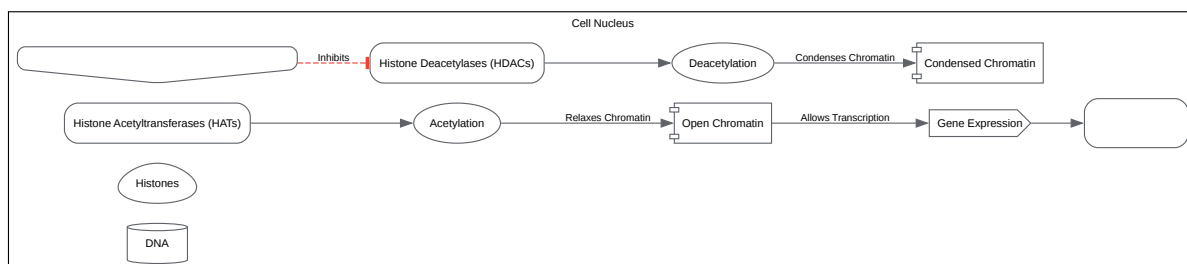 Cell Nucleus
Inhibits
Histone Deacetylases (HDACs)
Deacetylation
Condenses Chromatin
Condensed Chromatin
Histone Acetyltransferases (HATs)
Acetylation
Relaxes Chromatin
Open Chromatin
Allows Transcription
Gene Expression
Histones
DNA